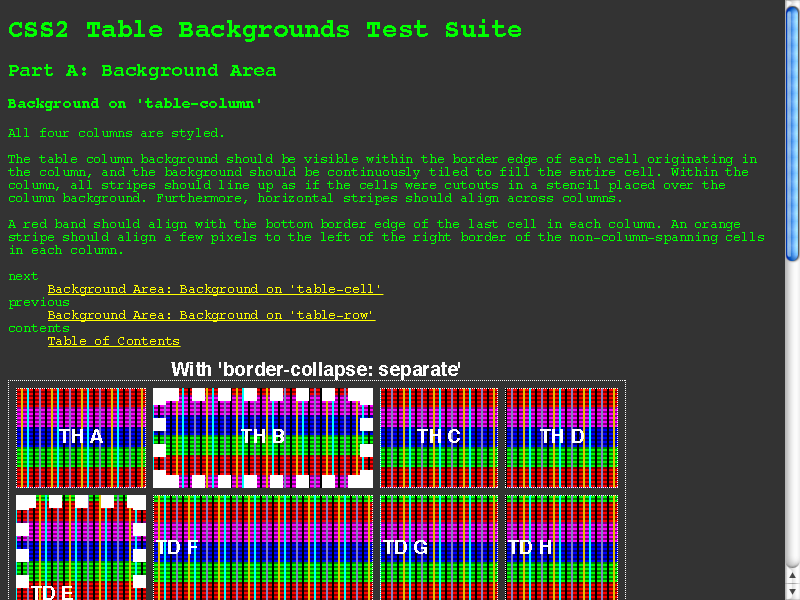 CSS2 Table Backgrounds Test Suite
Part A: Background Area
Background on 'table-column'
All four columns are styled.
The table column background should be visible within the border edge of each cell originating in
the column, and the background should be continuously tiled to fill the entire cell. Within the
column, all stripes should line up as if the cells were cutouts in a stencil placed over the
column background. Furthermore, horizontal stripes should align across columns.
A red band should align with the bottom border edge of the last cell in each column. An orange
stripe should align a few pixels to the left of the right border of the non-column-spanning cells
in each column.
next
Background Area: Background on 'table-cell'
previous
Background Area: Background on 'table-row'
contents
Table of Contents
With 'border-collapse: separate'
TH A TH B TH C TH D
TD F TD G TD H
TD E